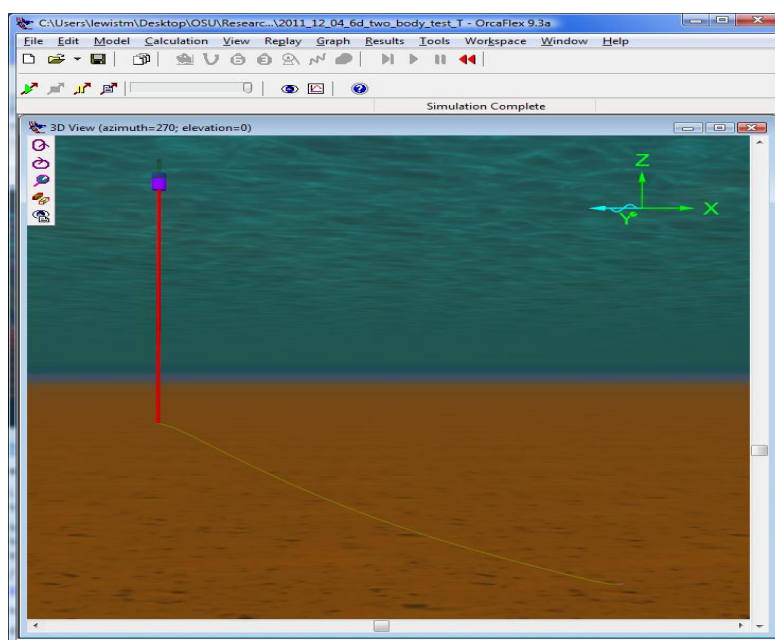 C:\Users\lewistm\Desktop\OSU\Researc...\2011_12_04_6d_two_body_test_T - OrcaFlex 9.3a
File Edit Model Calculation View Replay Graph Results Tools Workspace Window Help
Simulation Complete
3D View (azimuth=270; elevation=0)
Z
X
Y